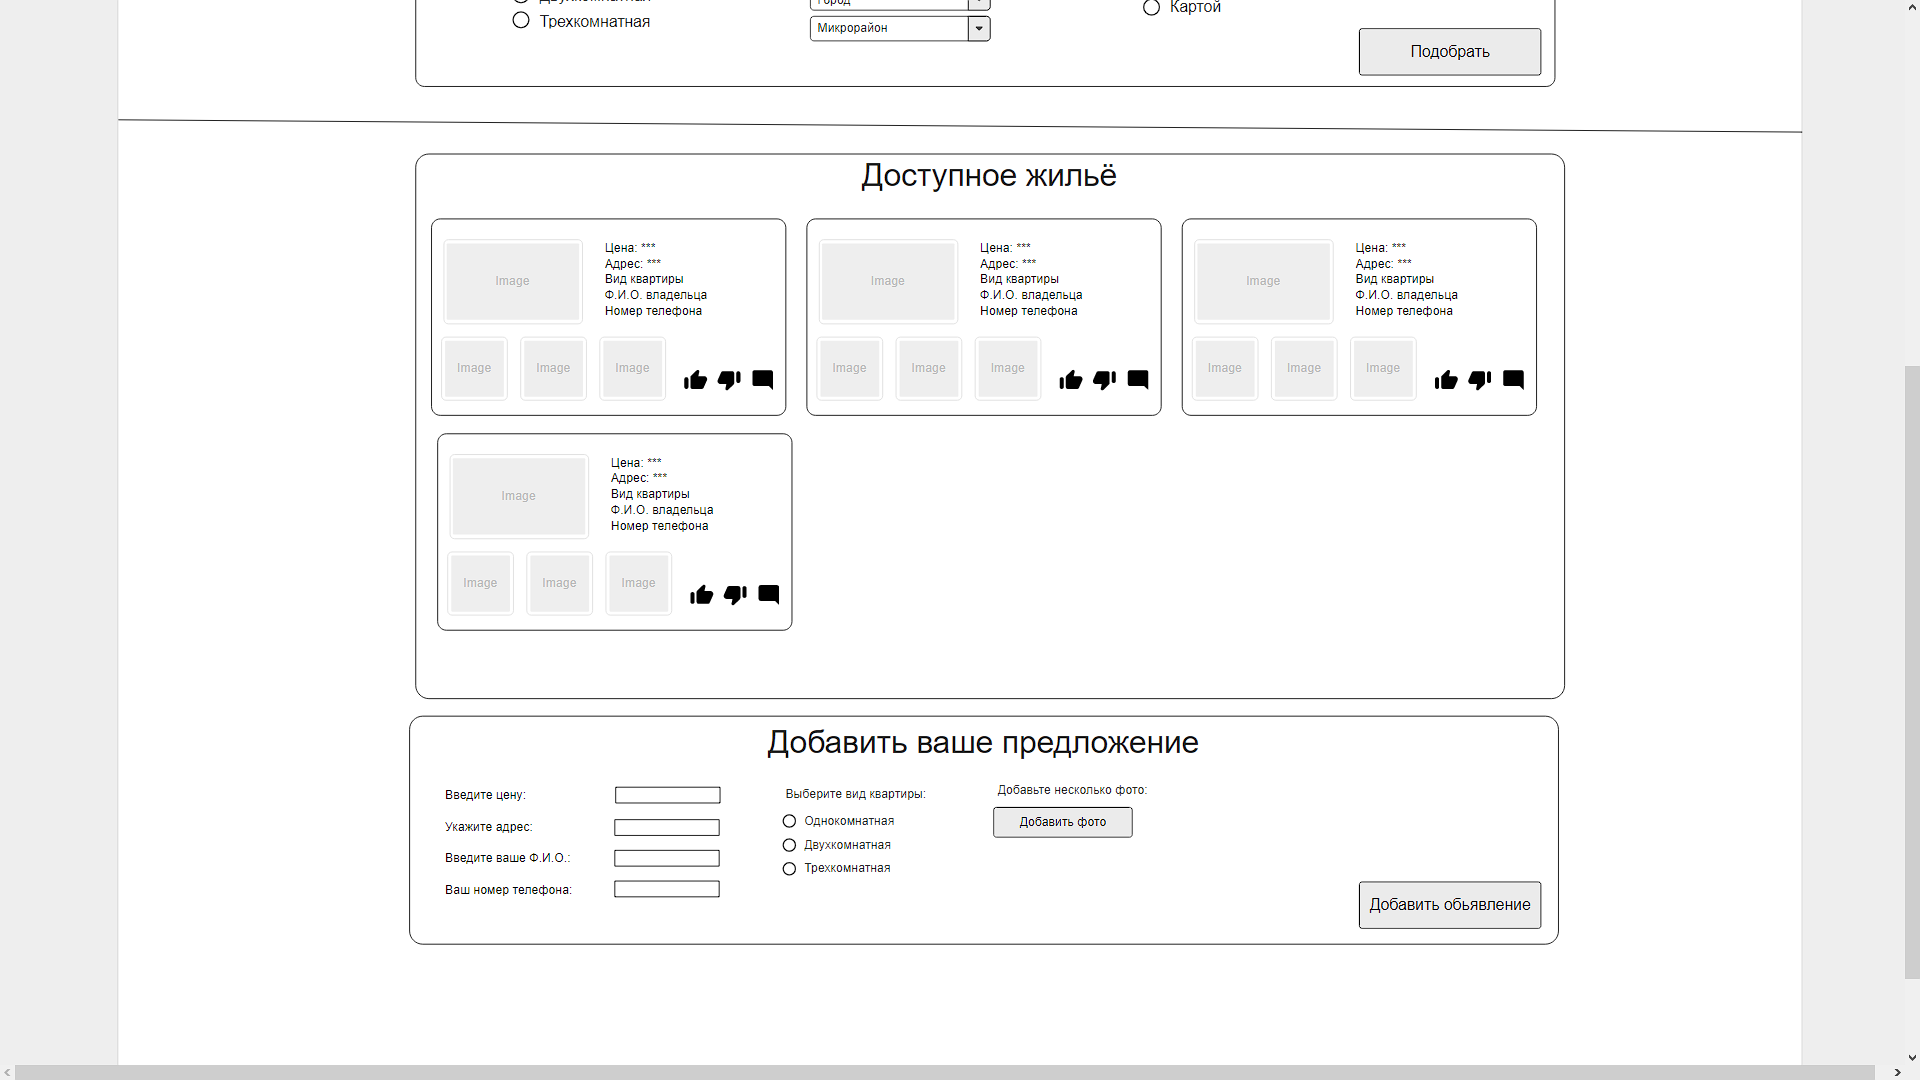 Двухкомнатная
Город
Картой
Трехкомнатная
Микрорайон
Подобрать
Доступное жильё
Image
Цена: ***
Адрес: ***
Вид квартиры
Ф.И.О. владельца
Номер телефона
Image Image Image
Image
Цена: ***
Адрес: ***
Вид квартиры
Ф.И.О. владельца
Номер телефона
Image Image Image
Image
Цена: ***
Адрес: ***
Вид квартиры
Ф.И.О. владельца
Номер телефона
Image Image Image
Image
Цена: ***
Адрес: ***
Вид квартиры
Ф.И.О. владельца
Номер телефона
Image Image Image
Добавить ваше предложение
Введите цену:
Укажите адрес:
Введите ваше Ф.И.О.:
Ваш номер телефона:
Выберите вид квартиры:
Однокомнатная
Двухкомнатная
Трехкомнатная
Добавьте несколько фото:
Добавить фото
Добавить обьявление